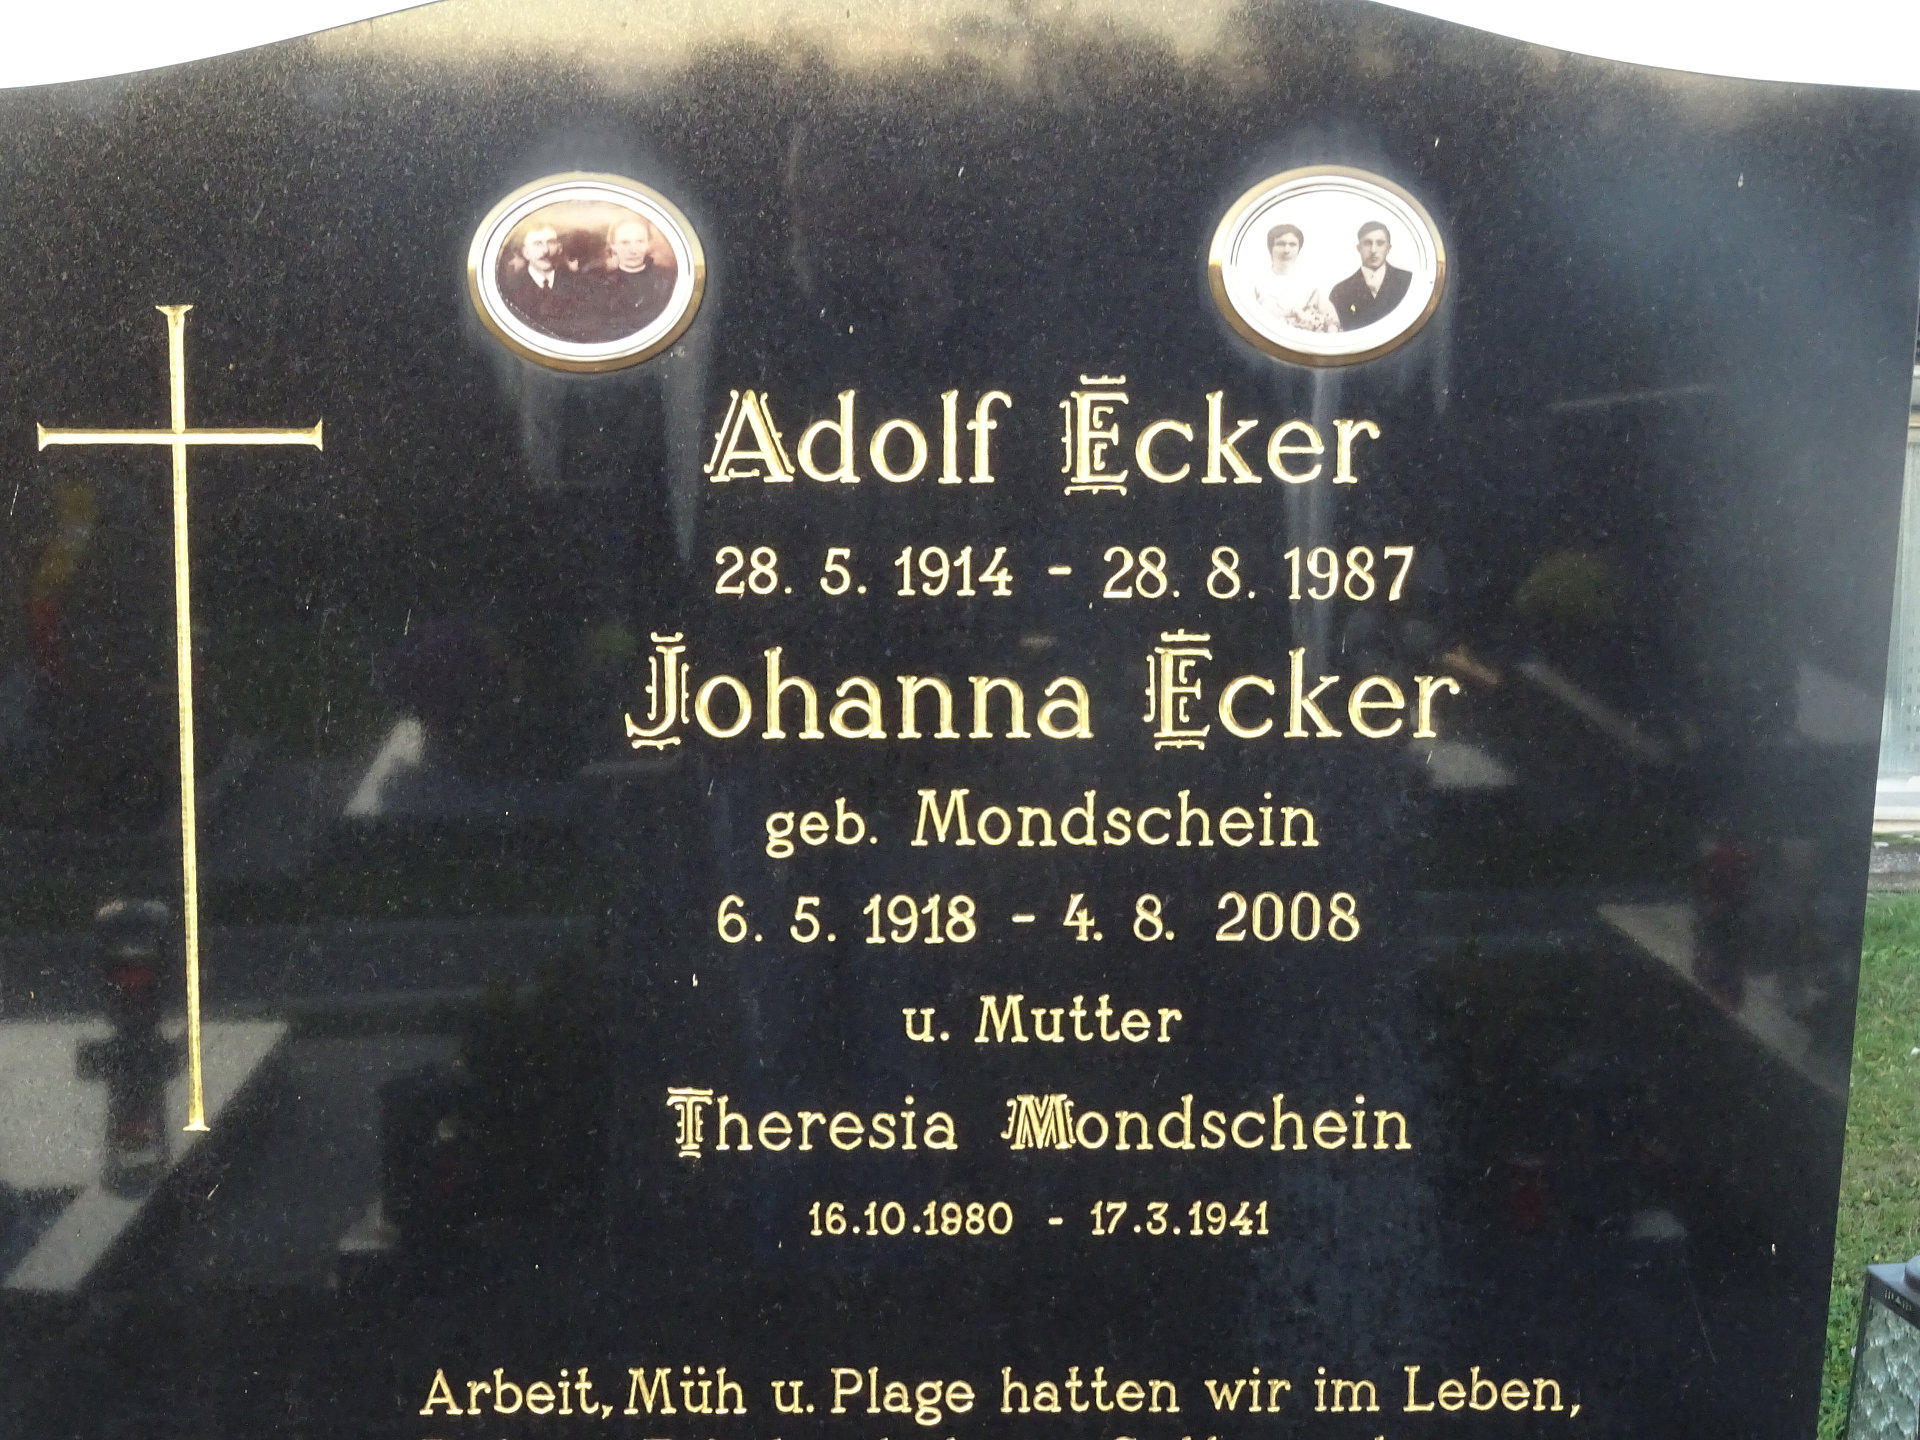 Adolf Ecker
28. 5. 1914 - 28. 8. 1987
Johanna Ecker
geb. Mondschein
6. 5. 1918 - 4. 8. 2008
u. Mutter
Theresia Mondschein
16.10.1880 - 17.3.1941
Arbeit, Müh u. Plage hatten wir im Leben,